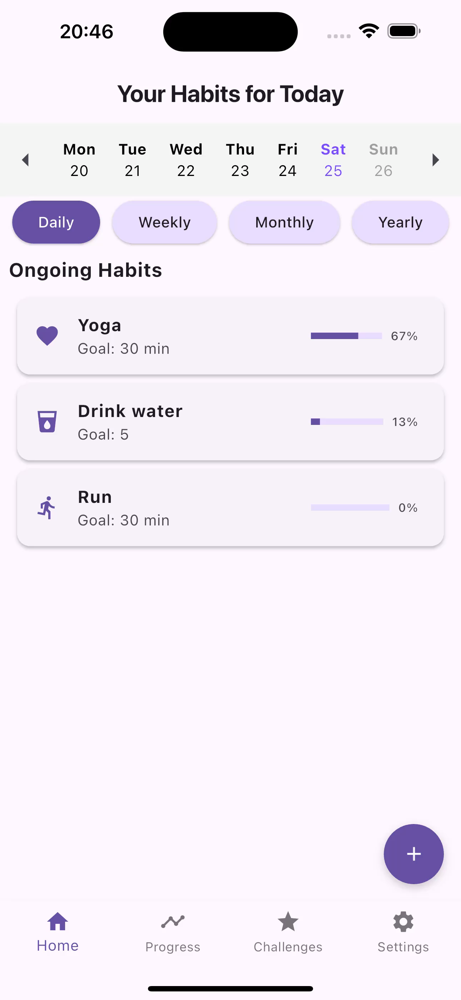 20:46
Your Habits for Today
Mon Tue Wed Thu Fri Sat Sun
20 21 22 23 24 25 26
Daily Weekly Monthly Yearly
Ongoing Habits
Yoga
Goal: 30 min
67%
Drink water
Goal: 5
13%
Run
Goal: 30 min
0%
+
Home Progress Challenges Settings